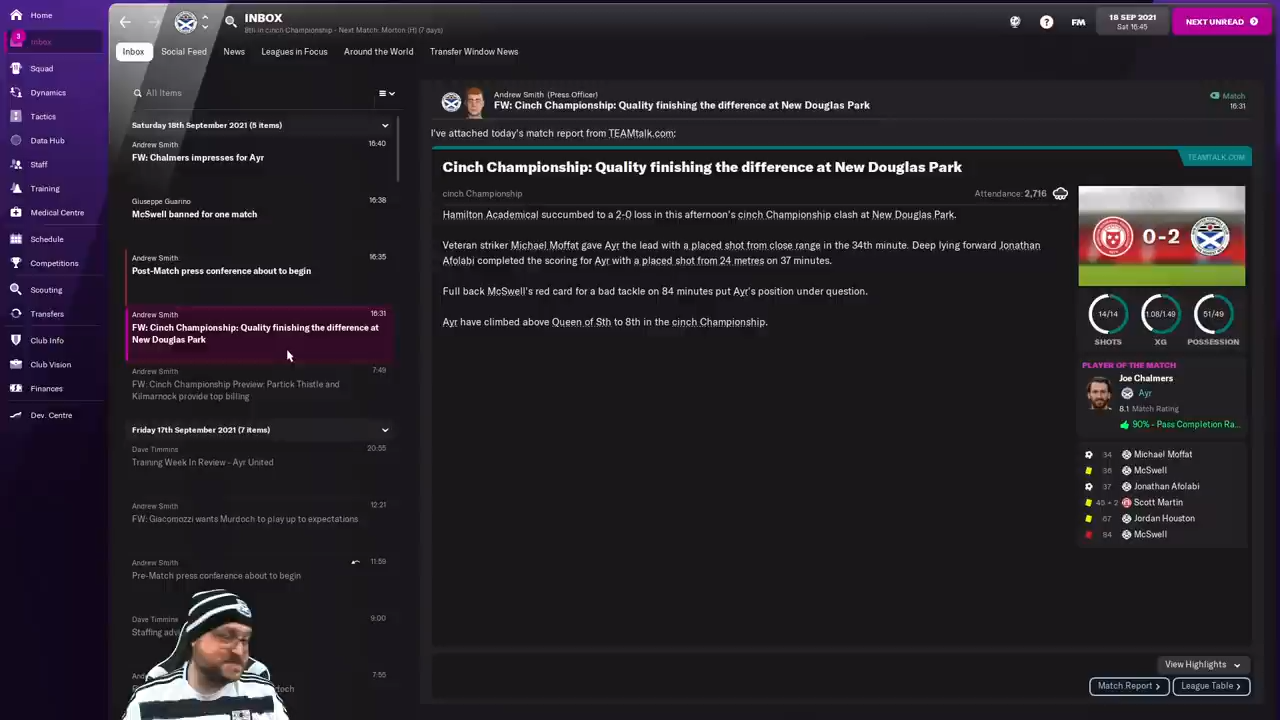 Home
INBOX
8th in cinch Championship - Next Match: Morton (H) (7 days)
FM
18 SEP 2021
Sat 16:45
NEXT UNREAD
3
Inbox
Squad
Dynamics
Tactics
Data Hub
Staff
Training
Medical Centre
Schedule
Competitions
Scouting
Transfers
Club Info
Club Vision
Finances
Dev. Centre
Inbox
Social Feed
News
Leagues in Focus
Around the World
Transfer Window News
All Items
Saturday 18th September 2021 (5 items)
Andrew Smith 16:40
FW: Chalmers impresses for Ayr
Giuseppe Guarino 16:38
McSwell banned for one match
Andrew Smith 16:35
Post-Match press conference about to begin
Andrew Smith 16:31
FW: Cinch Championship: Quality finishing the difference at
New Douglas Park
Andrew Smith 7:49
FW: Cinch Championship Preview: Partick Thistle and
Kilmarnock provide top billing
Friday 17th September 2021 (7 items)
Dave Timmins 20:55
Training Week In Review - Ayr United
Andrew Smith 12:21
FW: Giacomozzi wants Murdoch to play up to expectations
Andrew Smith 11:59
Pre-Match press conference about to begin
Dave Timmins 9:00
Staffing
7:55
Andrew Smith (Press Officer)
FW: Cinch Championship: Quality finishing the difference at New Douglas Park
Match
16:31
I've attached today's match report from TEAMtalk.com:
TEAMTALK.COM
Cinch Championship: Quality finishing the difference at New Douglas Park
cinch Championship
Attendance: 2,716
Hamilton Academical succumbed to a 2-0 loss in this afternoon's cinch Championship clash at New Douglas Park.
Veteran striker Michael Moffat gave Ayr the lead with a placed shot from close range in the 34th minute. Deep lying forward Jonathan
Afolabi completed the scoring for Ayr with a placed shot from 24 metres on 37 minutes.
Full back McSwell's red card for a bad tackle on 84 minutes put Ayr's position under question.
Ayr have climbed above Queen of Sth to 8th in the cinch Championship.
0-2
14/14
1.08/1.49
51/49
SHOTS
XG
POSSESSION
PLAYER OF THE MATCH
Joe Chalmers
Ayr
8.1 Match Rating
90% - Pass Completion Ra...
34 Michael Moffat
36 McSwell
37 Jonathan Afolabi
45 + 2 Scott Martin
67 Jordan Houston
84 McSwell
View Highlights
Match Report
League Table